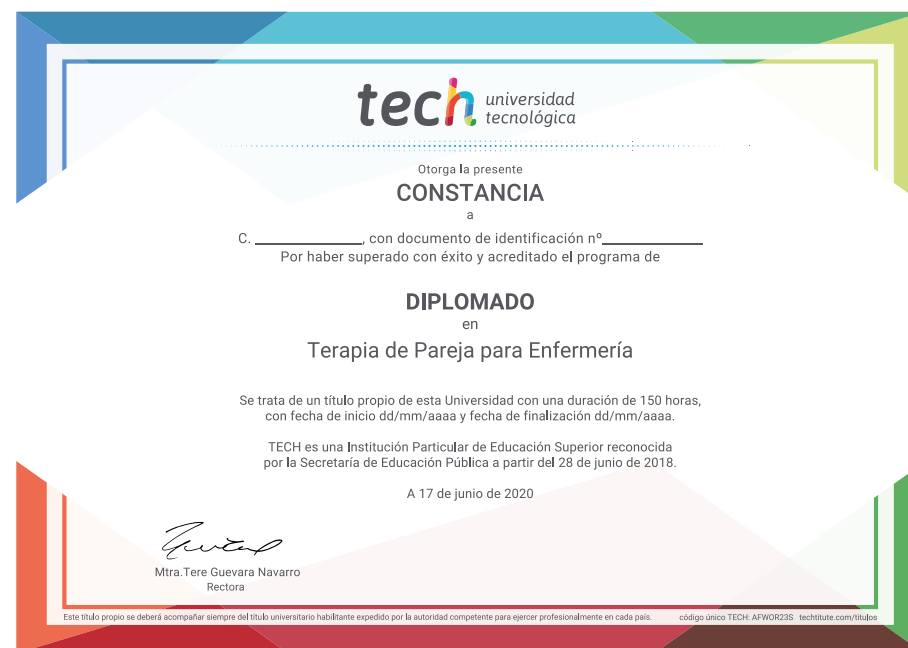 tech universidad
tecnológica
Otorga la presente
CONSTANCIA
a
C. ____________, con documento de identificación nº____________
Por haber superado con éxito y acreditado el programa de
DIPLOMADO
en
Terapia de Pareja para Enfermería
Se trata de un título propio de esta Universidad con una duración de 150 horas,
con fecha de inicio dd/mm/aaaa y fecha de finalización dd/mm/aaaa.
TECH es una Institución Particular de Educación Superior reconocida
por la Secretaría de Educación Pública a partir del 28 de junio de 2018.
A 17 de junio de 2020
Mtra.Tere Guevara Navarro
Rectora
Este título propio se deberá acompañar siempre del título universitario habilitante expedido por la autoridad competente para ejercer profesionalmente en cada país. código único TECH: AFWOR23S techtitute.com/titulos